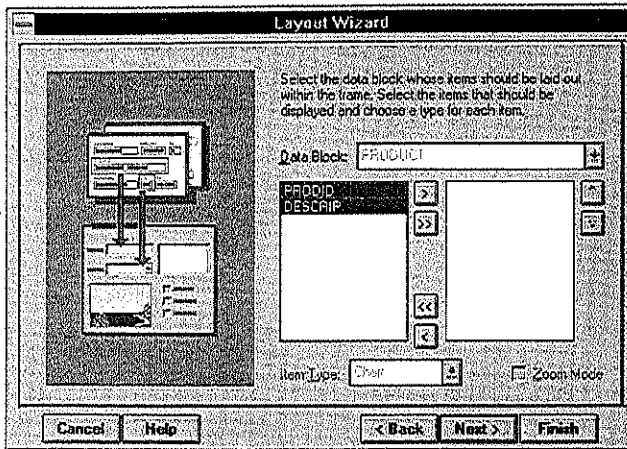 Layout Wizard
Select the data block whose items should be laid out
within the frame. Select the items that should be
displayed and choose a type for each item.
Data Block: PRODUCT
PRODID
DESCRIP
>
>>
<<
<
Item Type: Char
Zoom Mode
Cancel Help < Back Next > Finish